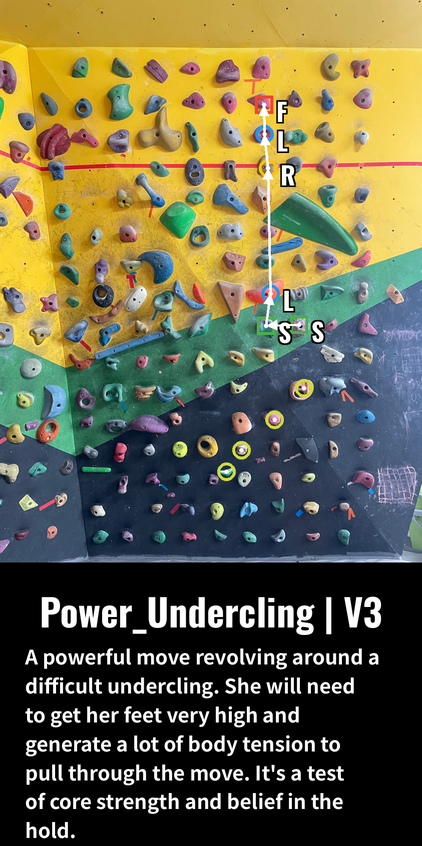 F
L
R
L
S S
Power_Undercling | V3
A powerful move revolving around a
difficult undercling. She will need
to get her feet very high and
generate a lot of body tension to
pull through the move. It's a test
of core strength and belief in the
hold.